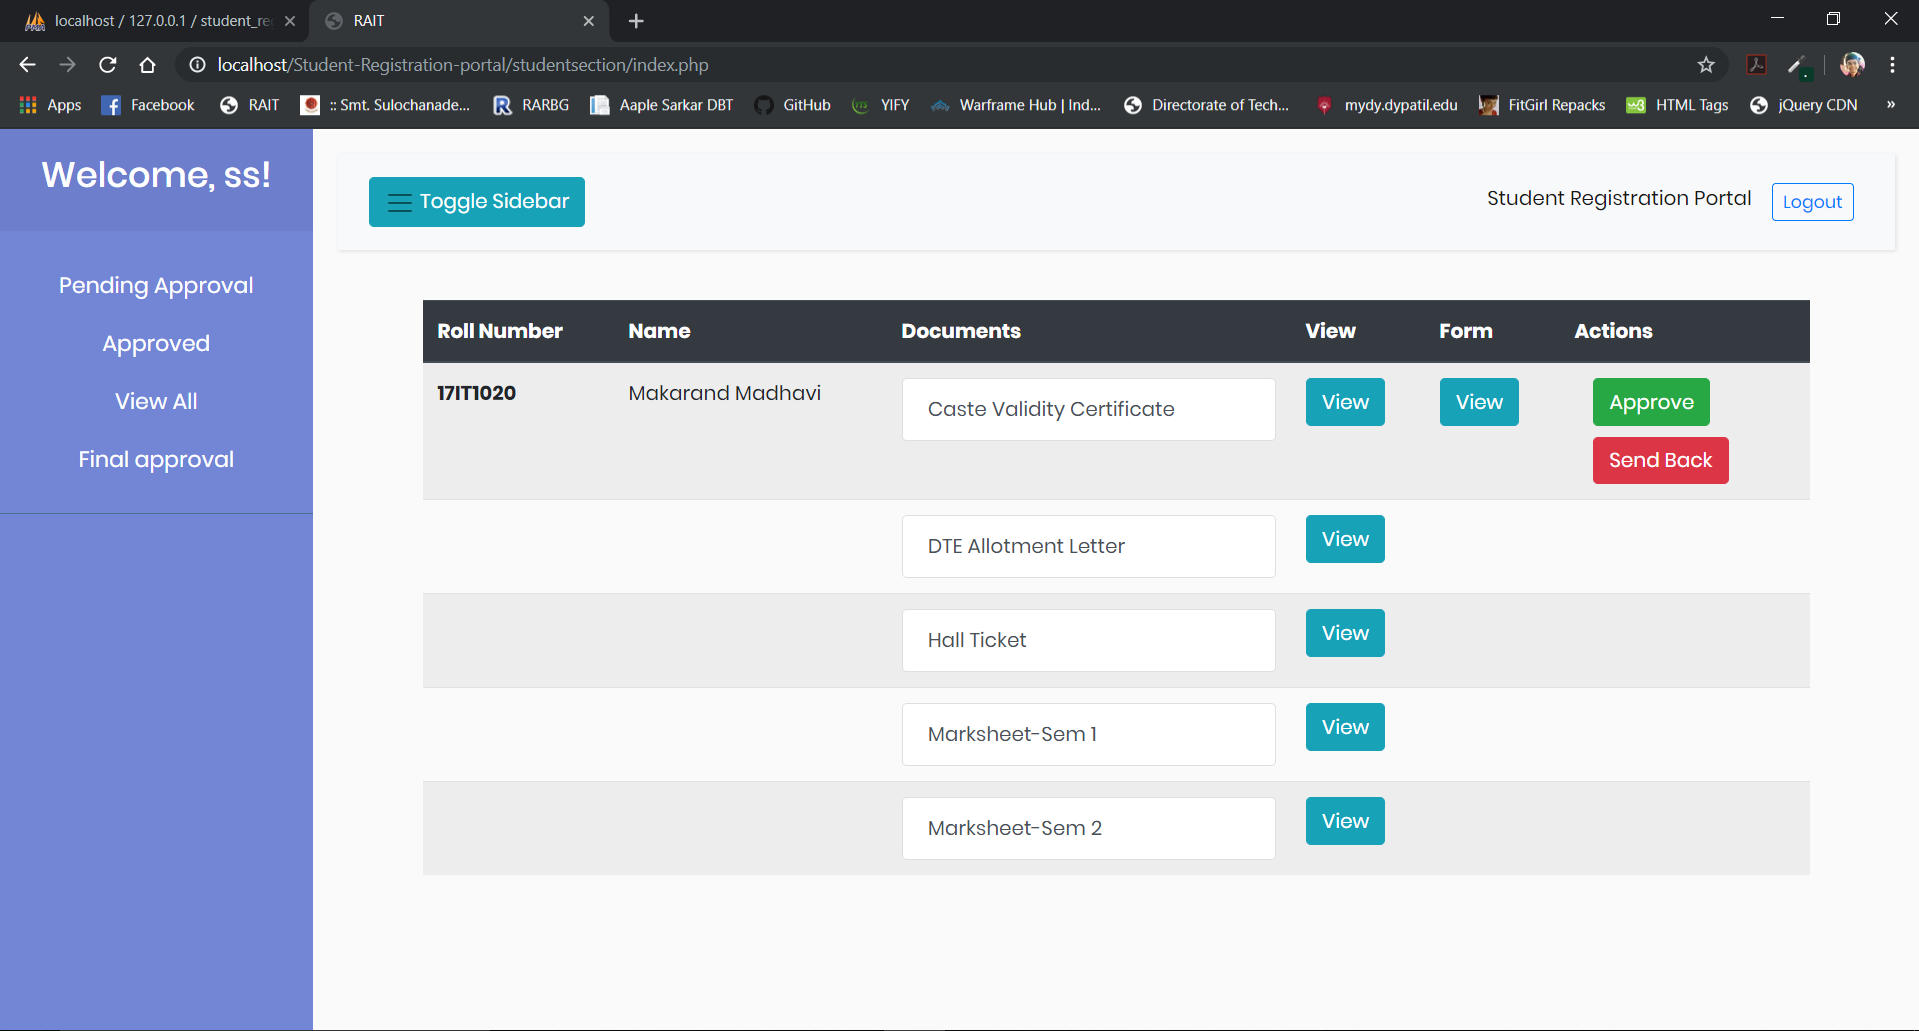 localhost / 127.0.0.1 / student_re
RAIT
localhost/Student-Registration-portal/studentsection/index.php
Apps Facebook RAIT :: Smt. Sulochanade... RARBG Aaple Sarkar DBT GitHub YIFY Warframe Hub | Ind... Directorate of Tech... mydy.dypatil.edu FitGirl Repacks HTML Tags jQuery CDN »
Welcome, ss!
Toggle Sidebar
Student Registration Portal Logout
Pending Approval
Approved
View All
Final approval
Roll Number Name Documents View Form Actions
17IT1020 Makarand Madhavi Caste Validity Certificate View View Approve
Send Back
DTE Allotment Letter View
Hall Ticket View
Marksheet-Sem 1 View
Marksheet-Sem 2 View